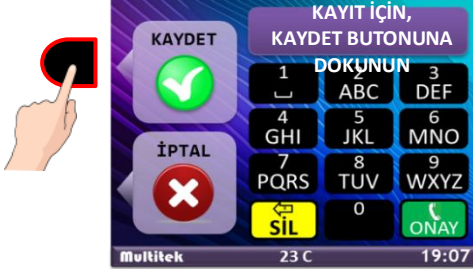 KAYIT İÇİN,
KAYDET BUTONUNA
DOKUNUN
KAYDET
İPTAL
1 2 3
ABC DEF
4 5 6
GHI JKL MNO
7 8 9
PQRS TUV WXYZ
0
SİL ONAY
Multitek 23 C 19:07